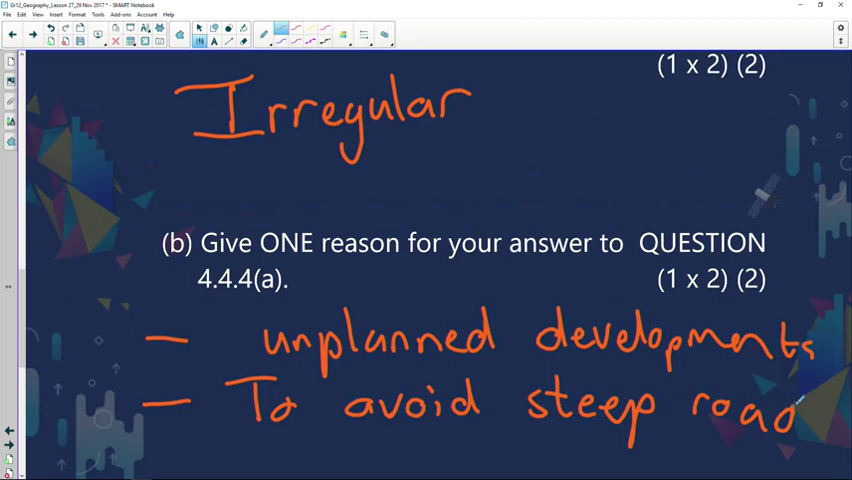 Gr12_Geography_Lesson 27_29 Nov 2017 * - SMART Notebook
File Edit View Insert Format Tools Add-ons Account Help
(1 x 2) (2)
Irregular
(b) Give ONE reason for your answer to QUESTION
4.4.4(a). (1 x 2) (2)
— unplanned developments
— To avoid steep road